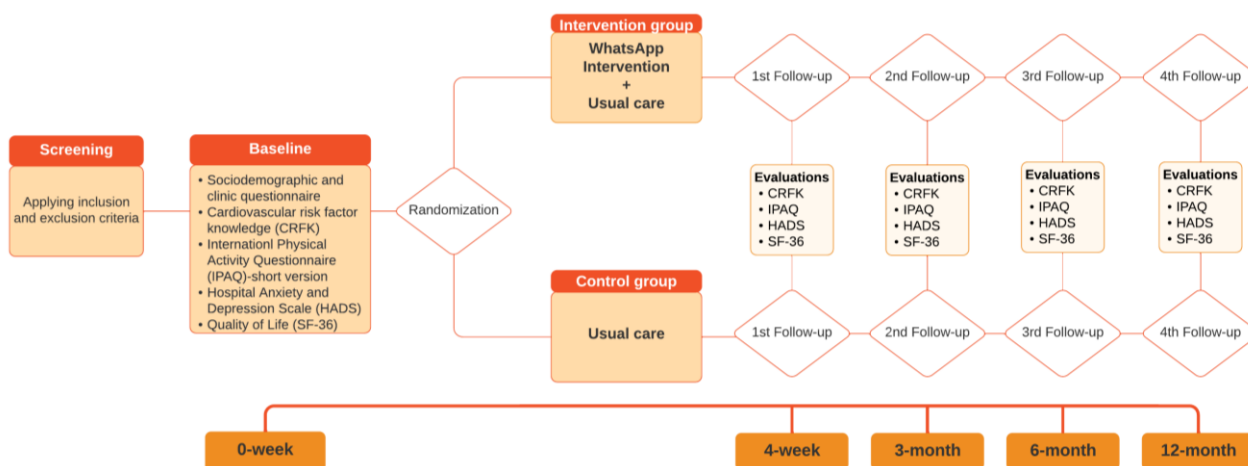 Screening
Applying inclusion
and exclusion criteria
Baseline
• Sociodemographic and
clinic questionnaire
• Cardiovascular risk factor
knowledge (CRFK)
• Internationl Physical
Activity Questionnaire
(IPAQ)-short version
• Hospital Anxiety and
Depression Scale (HADS)
• Quality of Life (SF-36)
Randomization
Intervention group
WhatsApp
Intervention
+
Usual care
1st Follow-up
2nd Follow-up
3rd Follow-up
4th Follow-up
Evaluations
• CRFK
• IPAQ
• HADS
• SF-36
Evaluations
• CRFK
• IPAQ
• HADS
• SF-36
Evaluations
• CRFK
• IPAQ
• HADS
• SF-36
Evaluations
• CRFK
• IPAQ
• HADS
• SF-36
Control group
Usual care
1st Follow-up
2nd Follow-up
3rd Follow-up
4th Follow-up
0-week
4-week
3-month
6-month
12-month